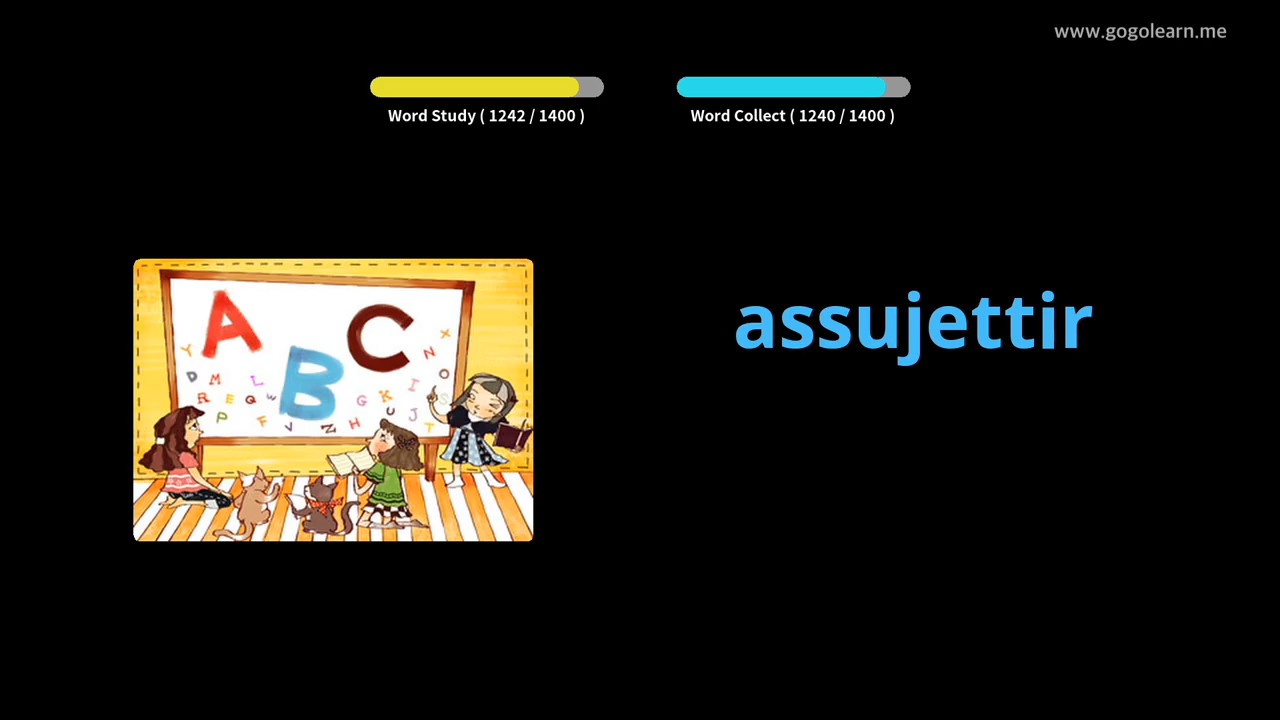 www.gogolearn.me
Word Study ( 1242 / 1400 )
Word Collect ( 1240 / 1400 )
assujettir
A
B
C
Y
X
N
D
M
L
O
R
E
Q
W
G
K
I
S
P
F
V
Z
H
U
J
T